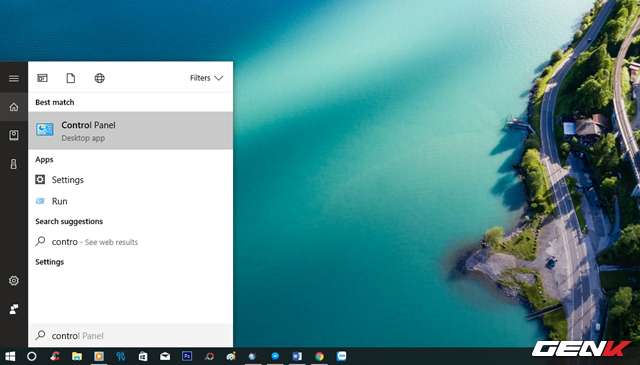 Filters
Best match
Control Panel
Desktop app
Apps
Settings
Run
Search suggestions
contro - See web results
Settings
control Panel
GENK